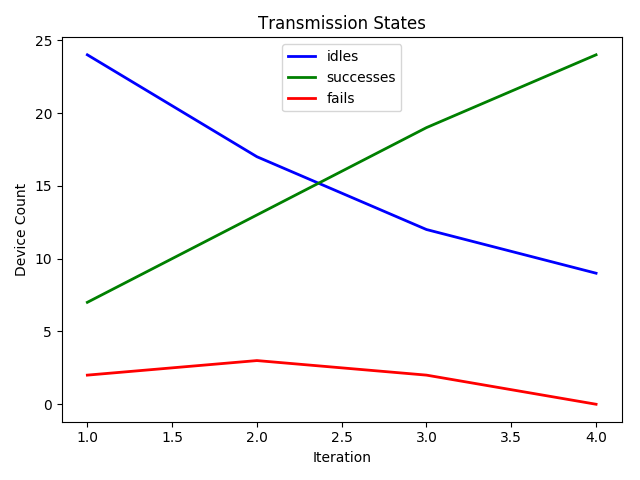 Transmission States
idles
successes
fails
Device Count
25
20
15
10
5
0
1.0 1.5 2.0 2.5 3.0 3.5 4.0
Iteration